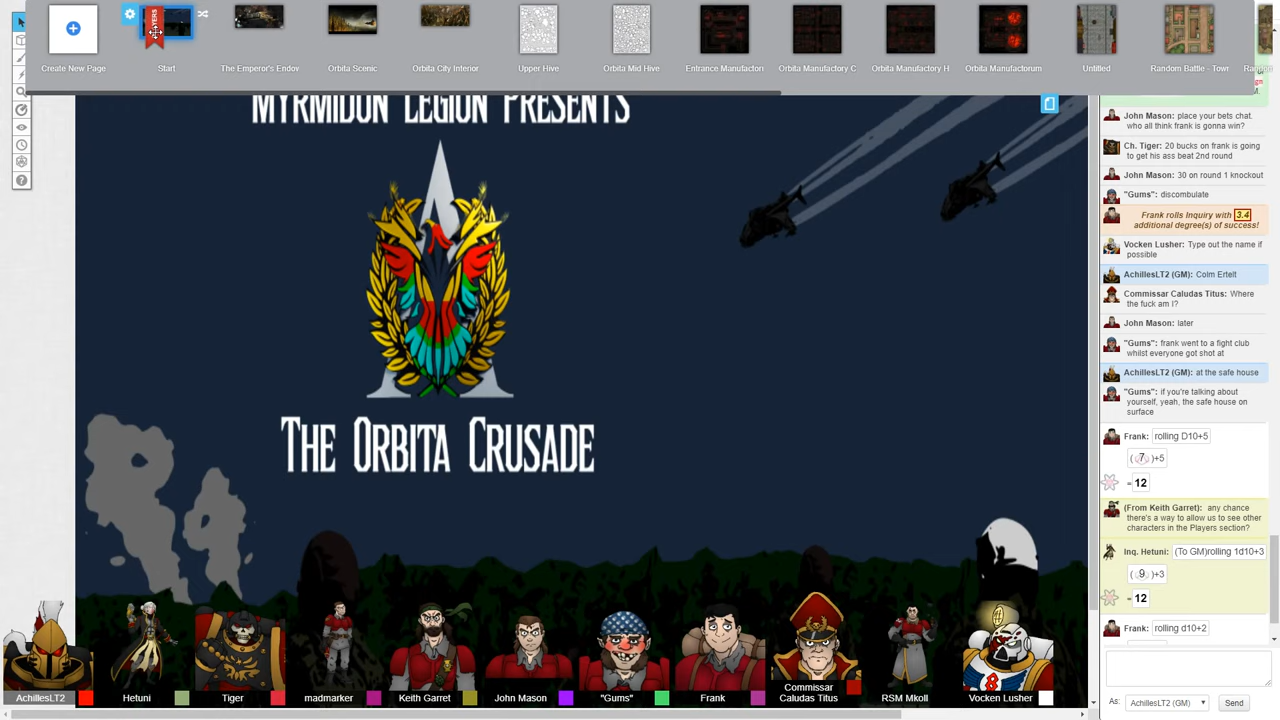 PLAYERS
Create New Page
Start
The Emperor's Endov
Orbita Scenic
Orbita City Interior
Upper Hive
Orbita Mid Hive
Entrance Manufactori
Orbita Manufactory C
Orbita Manufactory H
Orbita Manufactorum
Untitled
Random Battle - Town
MYRMIDON LEGION PRESENTS
THE ORBITA CRUSADE
AchillesLT2
Hetuni
Tiger
madmarker
Keith Garret
John Mason
"Gums"
Frank
Commissar
Caludas Titus
RSM Mkoll
Vocken Lusher
John Mason: place your bets chat.
who all think frank is gonna win?
Ch. Tiger: 20 bucks on frank is going
to get his ass beat 2nd round
John Mason: 30 on round 1 knockout
"Gums": discombulate
Frank rolls Inquiry with 3.4
additional degree(s) of success!
Vocken Lusher: Type out the name if
possible
AchillesLT2 (GM): Colm Ertelt
Commissar Caludas Titus: Where
the fuck am I?
John Mason: later
"Gums": frank went to a fight club
whilst everyone got shot at
AchillesLT2 (GM): at the safe house
"Gums": if you're talking about
yourself, yeah, the safe house on
surface
Frank: rolling D10+5
(7)+5
= 12
(From Keith Garret): any chance
there's a way to allow us to see other
characters in the Players section?
Inq. Hetuni: (To GM)rolling 1d10+3
(9)+3
= 12
Frank: rolling d10+2
As: AchillesLT2 (GM)
Send